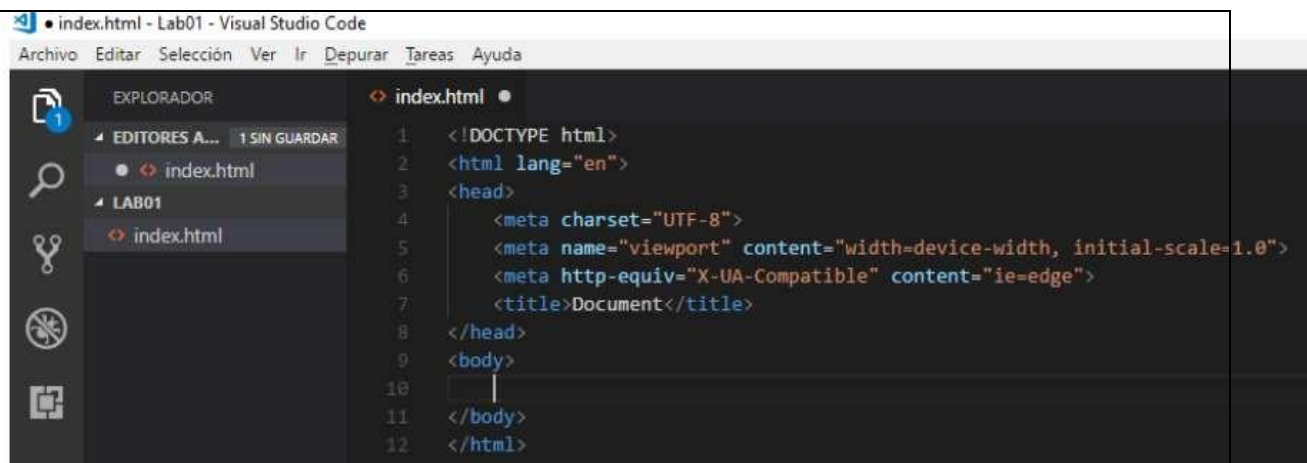 ● index.html - Lab01 - Visual Studio Code
Archivo Editar Selección Ver Ir Depurar Tareas Ayuda
EXPLORADOR
EDITORES A... 1 SIN GUARDAR
● <> index.html
LAB01
<> index.html
1
<> index.html ●
1 <!DOCTYPE html>
2 <html lang="en">
3 <head>
4     <meta charset="UTF-8">
5     <meta name="viewport" content="width=device-width, initial-scale=1.0">
6     <meta http-equiv="X-UA-Compatible" content="ie=edge">
7     <title>Document</title>
8 </head>
9 <body>
10
11 </body>
12 </html>